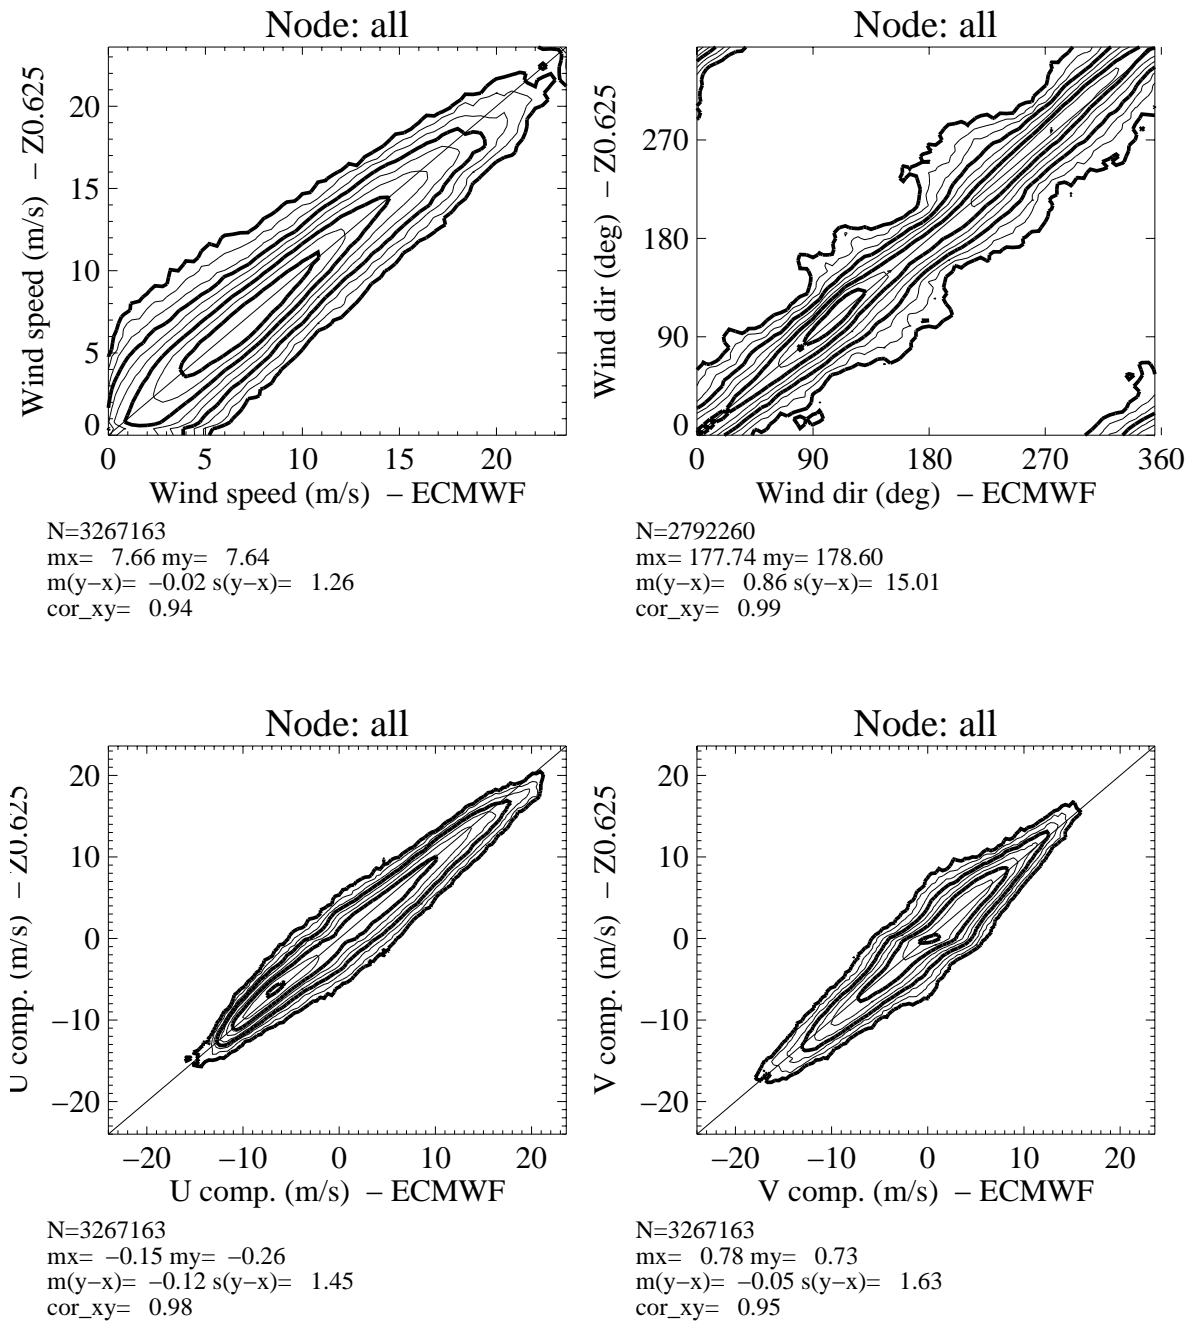 Node: all
Wind speed (m/s) − Z0.625
20
15
10
5
0
0 5 10 15 20
Wind speed (m/s) − ECMWF
N=3267163
mx= 7.66 my= 7.64
m(y−x)= −0.02 s(y−x)= 1.26
cor_xy= 0.94
Node: all
Wind dir (deg) − Z0.625
270
180
90
0
0 90 180 270 360
Wind dir (deg) − ECMWF
N=2792260
mx= 177.74 my= 178.60
m(y−x)= 0.86 s(y−x)= 15.01
cor_xy= 0.99
Node: all
U comp. (m/s) − Z0.625
20
10
0
−10
−20
−20 −10 0 10 20
U comp. (m/s) − ECMWF
N=3267163
mx= −0.15 my= −0.26
m(y−x)= −0.12 s(y−x)= 1.45
cor_xy= 0.98
Node: all
V comp. (m/s) − Z0.625
20
10
0
−10
−20
−20 −10 0 10 20
V comp. (m/s) − ECMWF
N=3267163
mx= 0.78 my= 0.73
m(y−x)= −0.05 s(y−x)= 1.63
cor_xy= 0.95